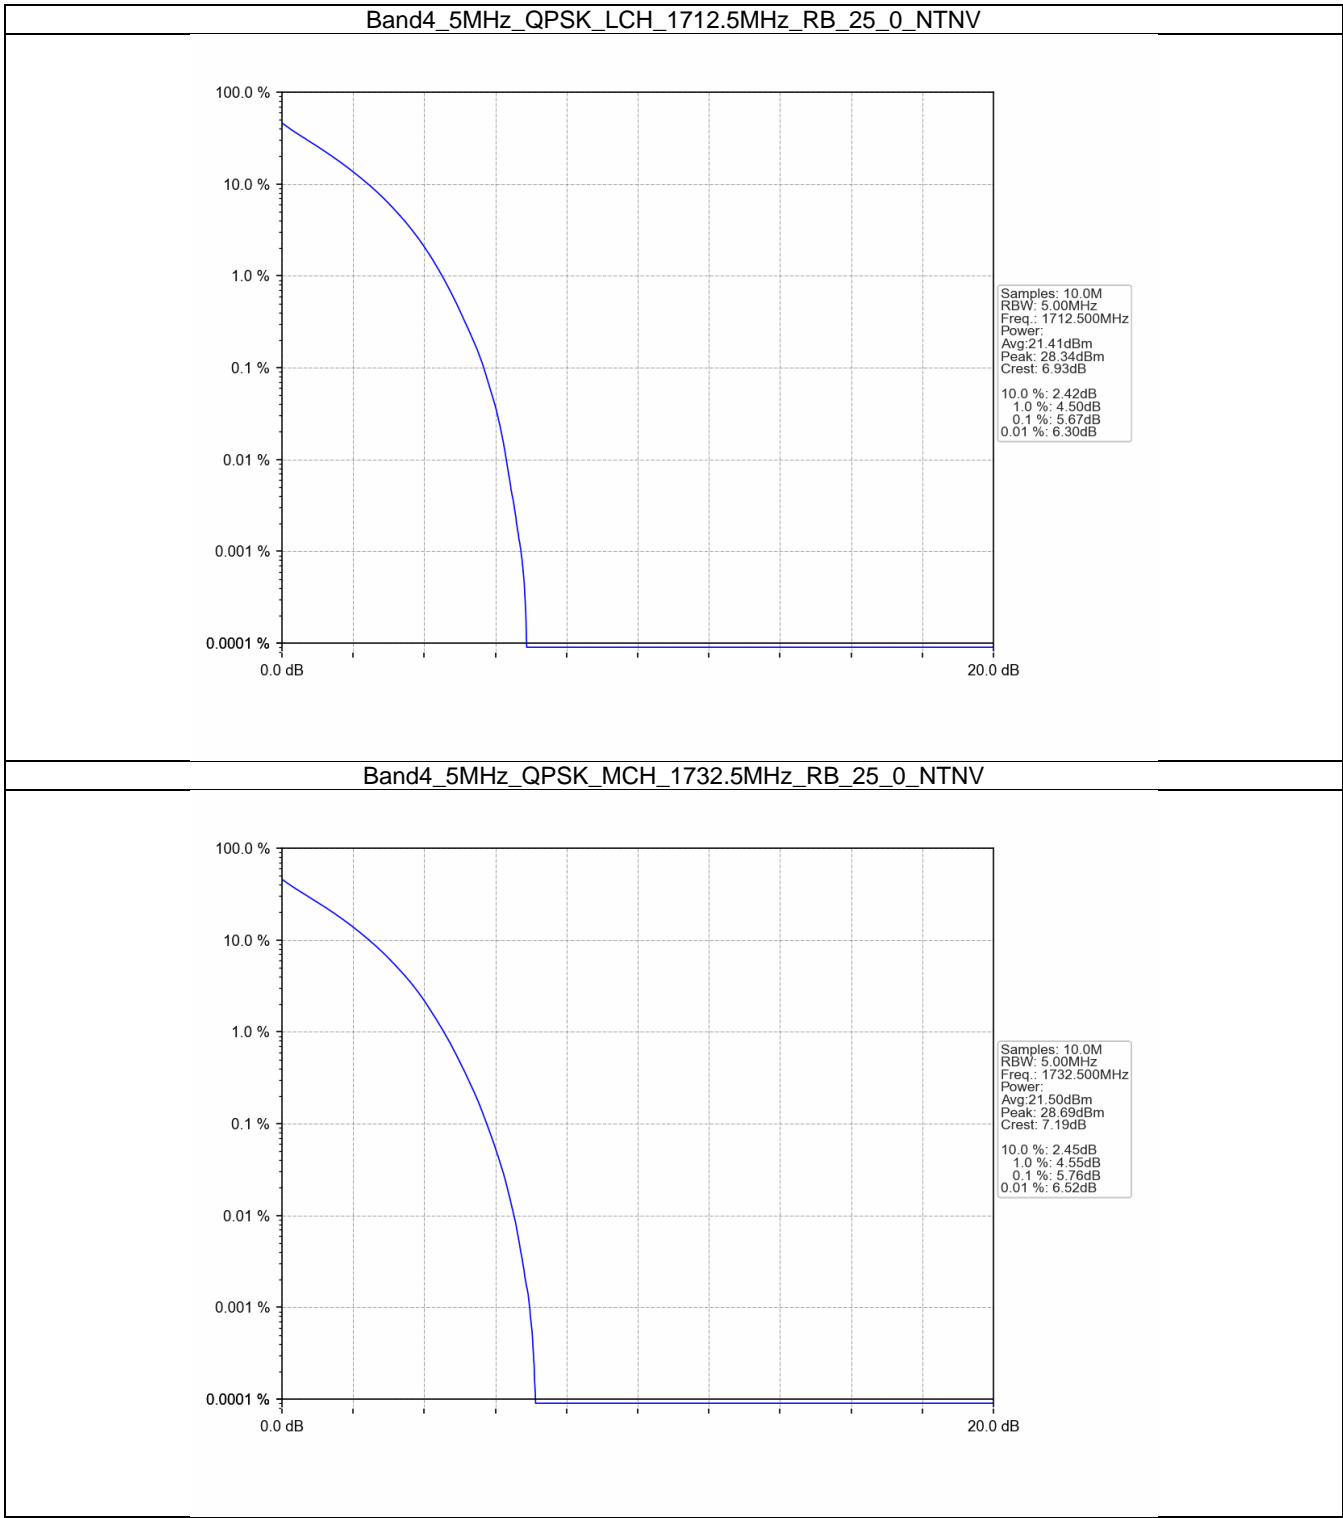 Band4_5MHz_QPSK_LCH_1712.5MHz_RB_25_0_NTNV
100.0 %
10.0 %
1.0 %
0.1 %
0.01 %
0.001 %
0.0001 %
0.0 dB
20.0 dB
Samples: 10.0M
RBW: 5.00MHz
Freq.: 1712.500MHz
Power:
Avg:21.41dBm
Peak: 28.34dBm
Crest: 6.93dB
10.0 %: 2.42dB
1.0 %: 4.50dB
0.1 %: 5.67dB
0.01 %: 6.30dB
Band4_5MHz_QPSK_MCH_1732.5MHz_RB_25_0_NTNV
100.0 %
10.0 %
1.0 %
0.1 %
0.01 %
0.001 %
0.0001 %
0.0 dB
20.0 dB
Samples: 10.0M
RBW: 5.00MHz
Freq.: 1732.500MHz
Power:
Avg:21.50dBm
Peak: 28.69dBm
Crest: 7.19dB
10.0 %: 2.45dB
1.0 %: 4.55dB
0.1 %: 5.76dB
0.01 %: 6.52dB